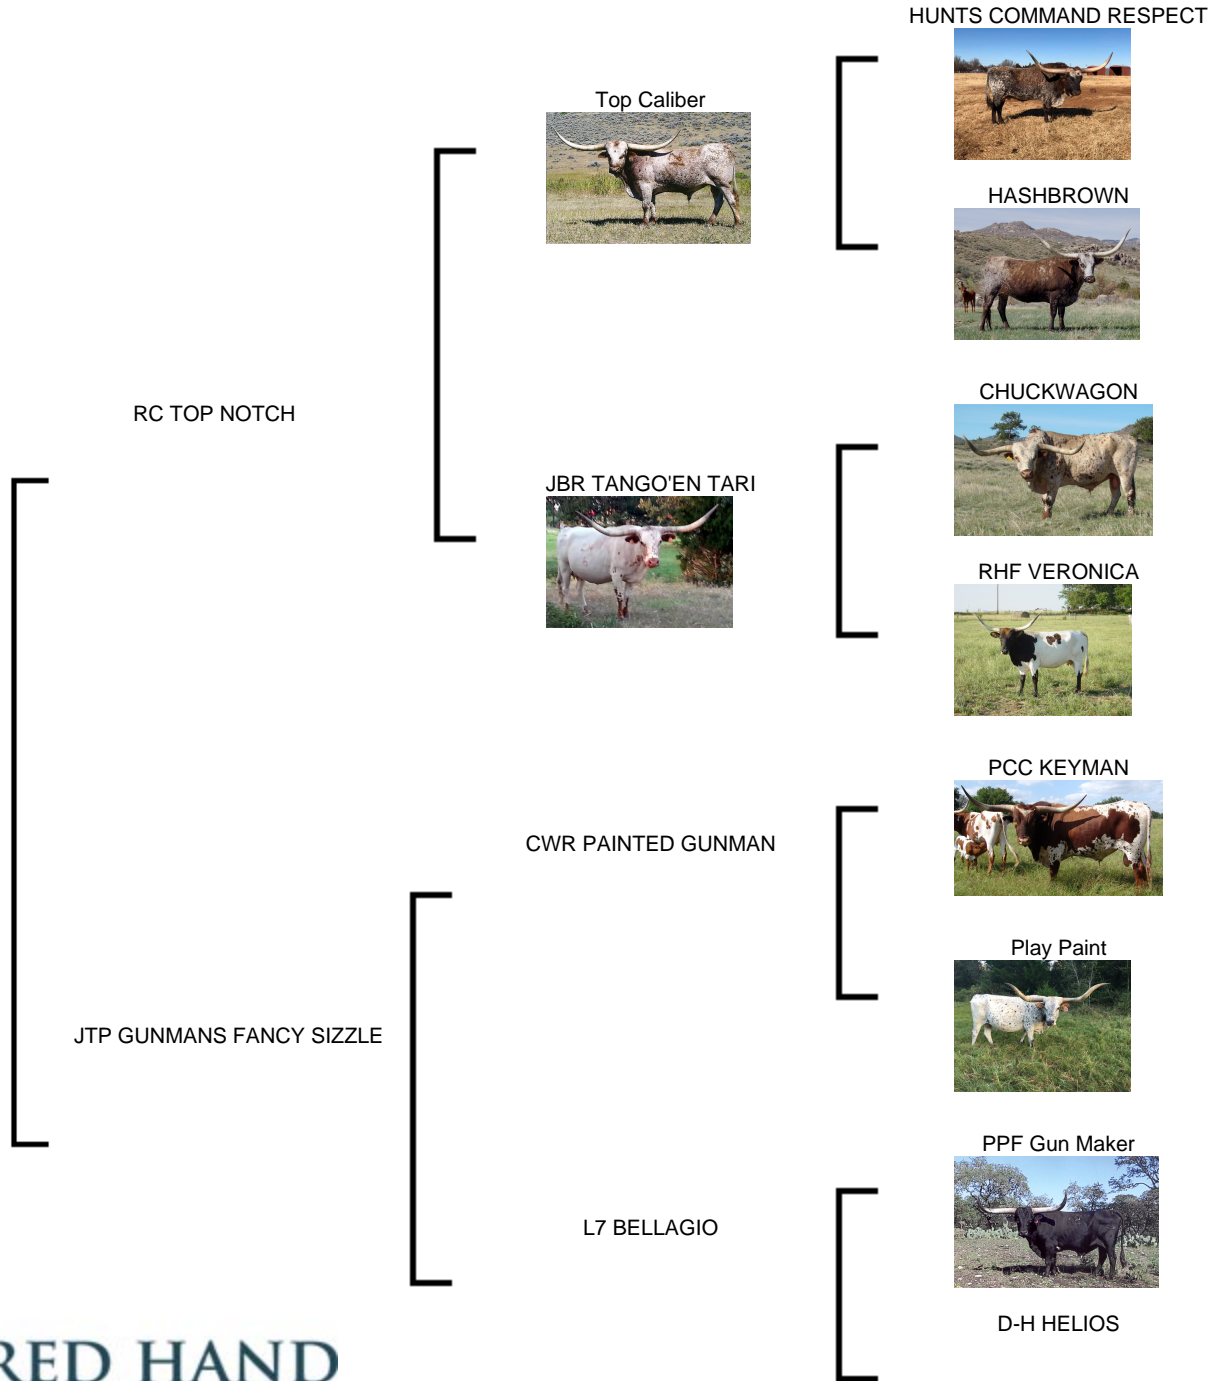 HUNTS COMMAND RESPECT
Top Caliber
HASHBROWN
RC TOP NOTCH
CHUCKWAGON
JBR TANGO'EN TARI
RHF VERONICA
PCC KEYMAN
CWR PAINTED GUNMAN
Play Paint
JTP GUNMANS FANCY SIZZLE
PPF Gun Maker
L7 BELLAGIO
D-H HELIOS
RED HAND